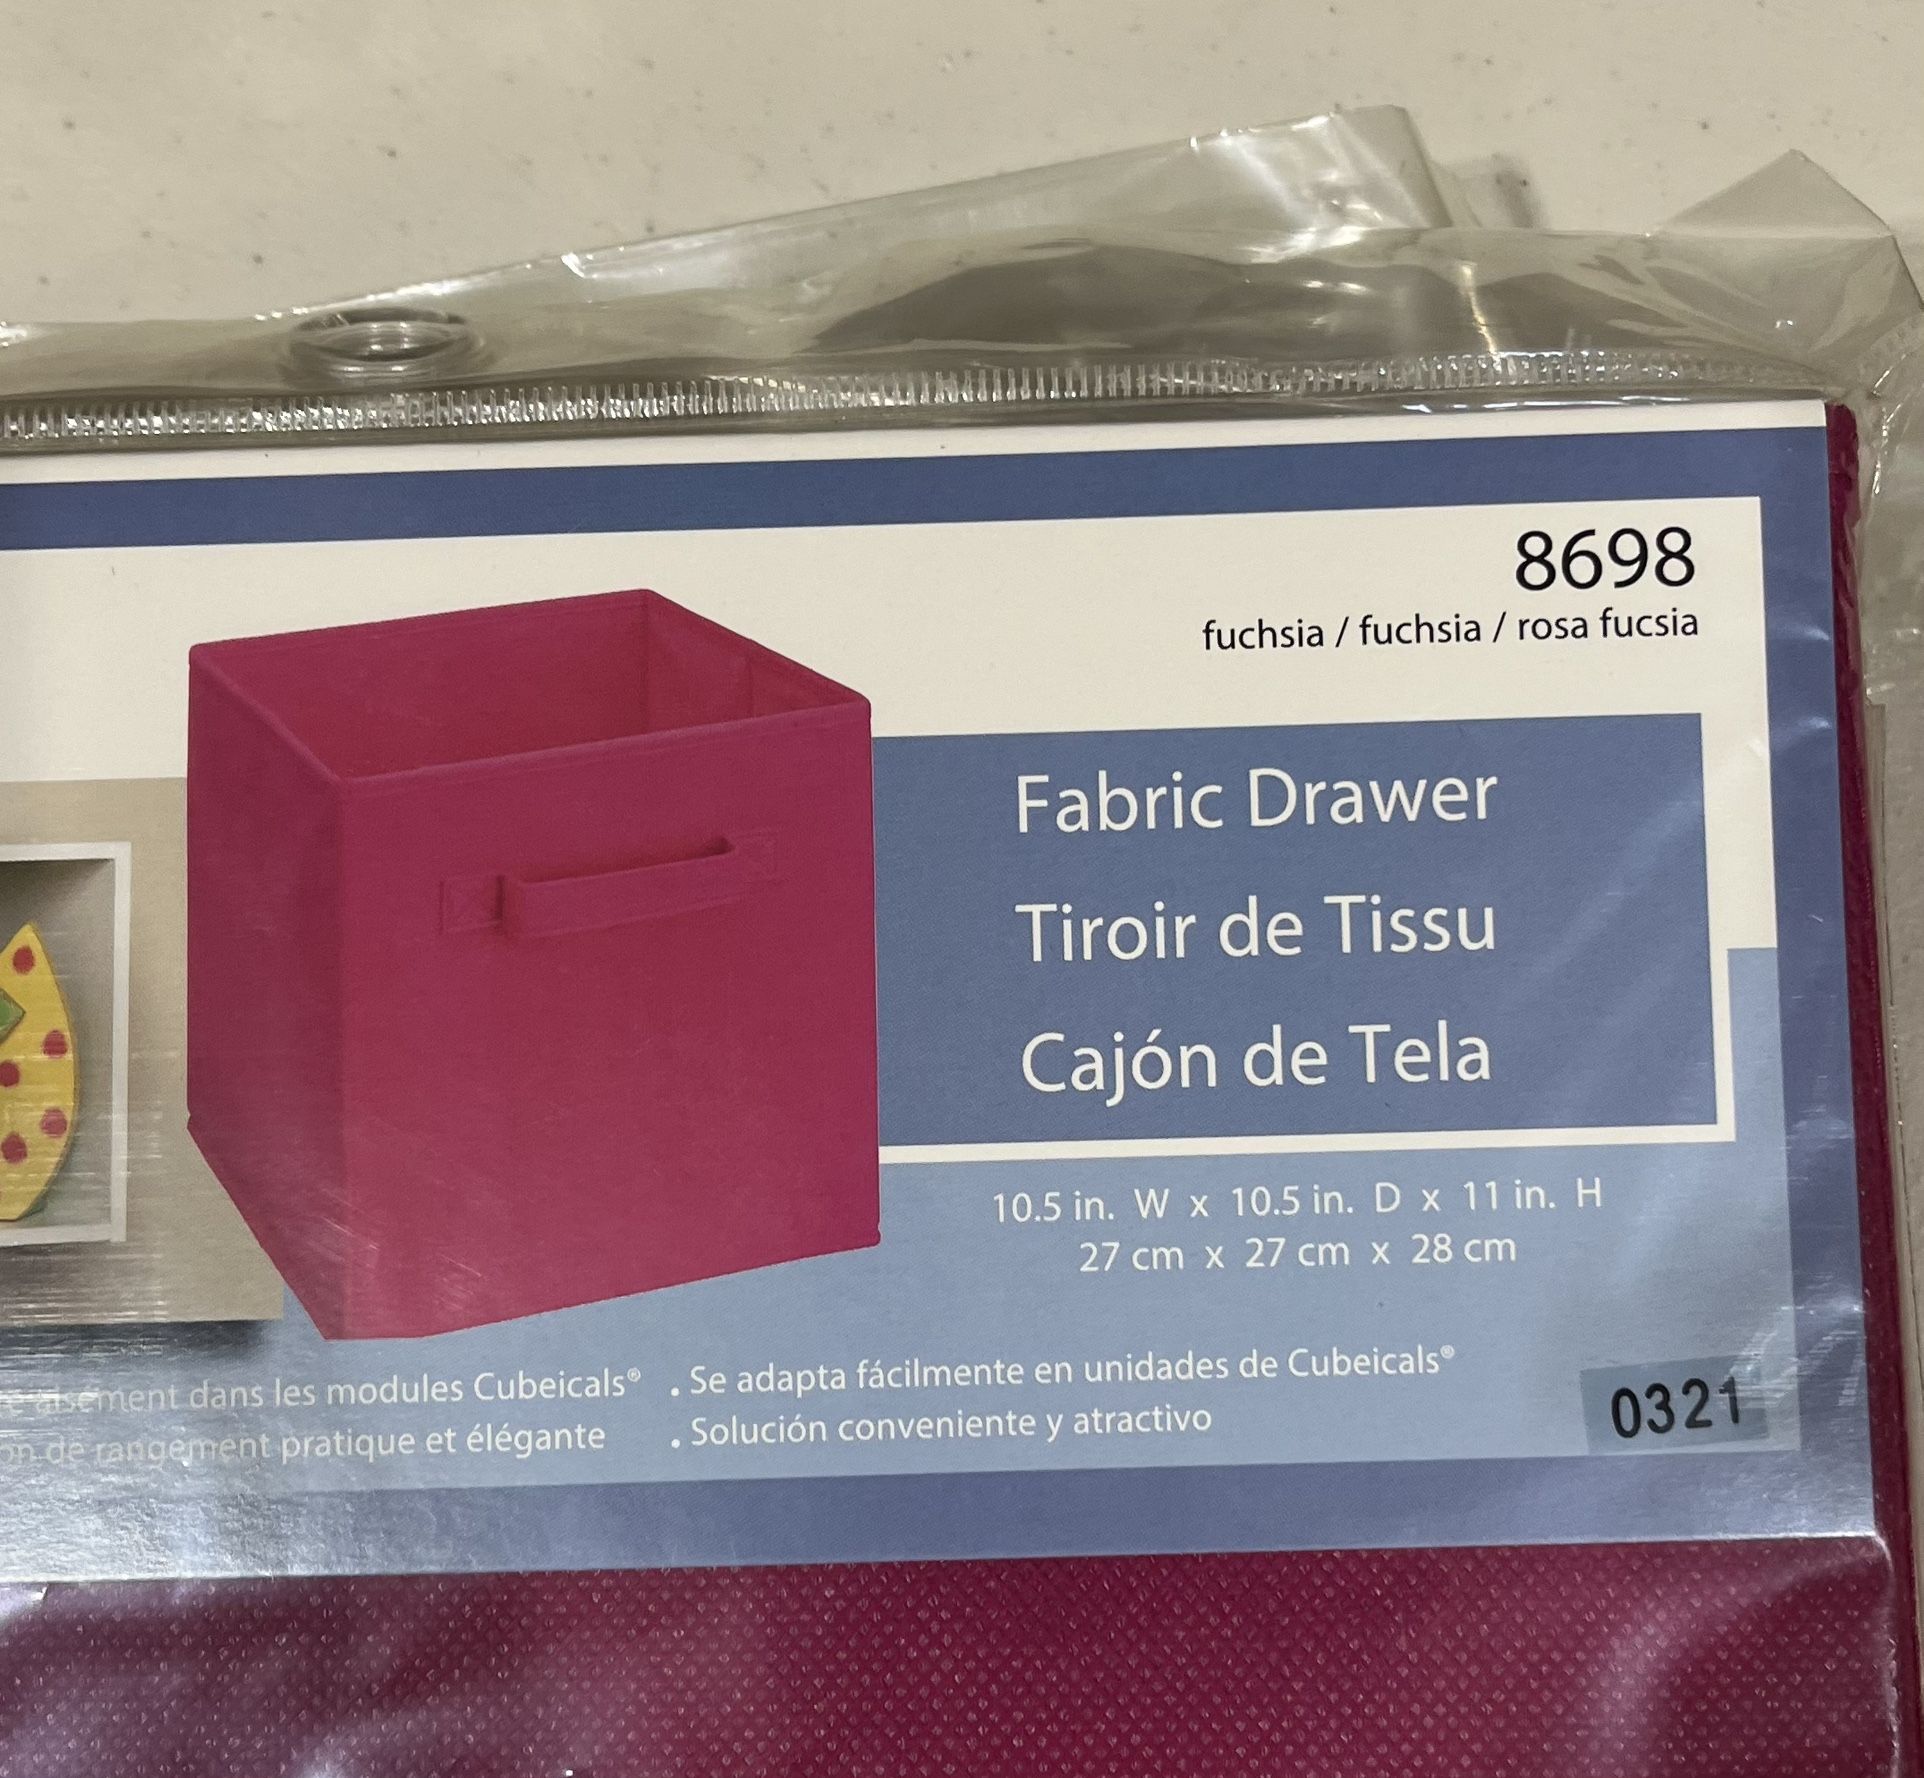 8698
fuchsia / fuchsia / rosa fucsia
Fabric Drawer
Tiroir de Tissu
Cajón de Tela
10.5 in. W x 10.5 in. D x 11 in. H
27 cm x 27 cm x 28 cm
dans les modules Cubeicals®
de rangement pratique et élégante
. Se adapta fácilmente en unidades de Cubeicals®
. Solución conveniente y atractivo
0321